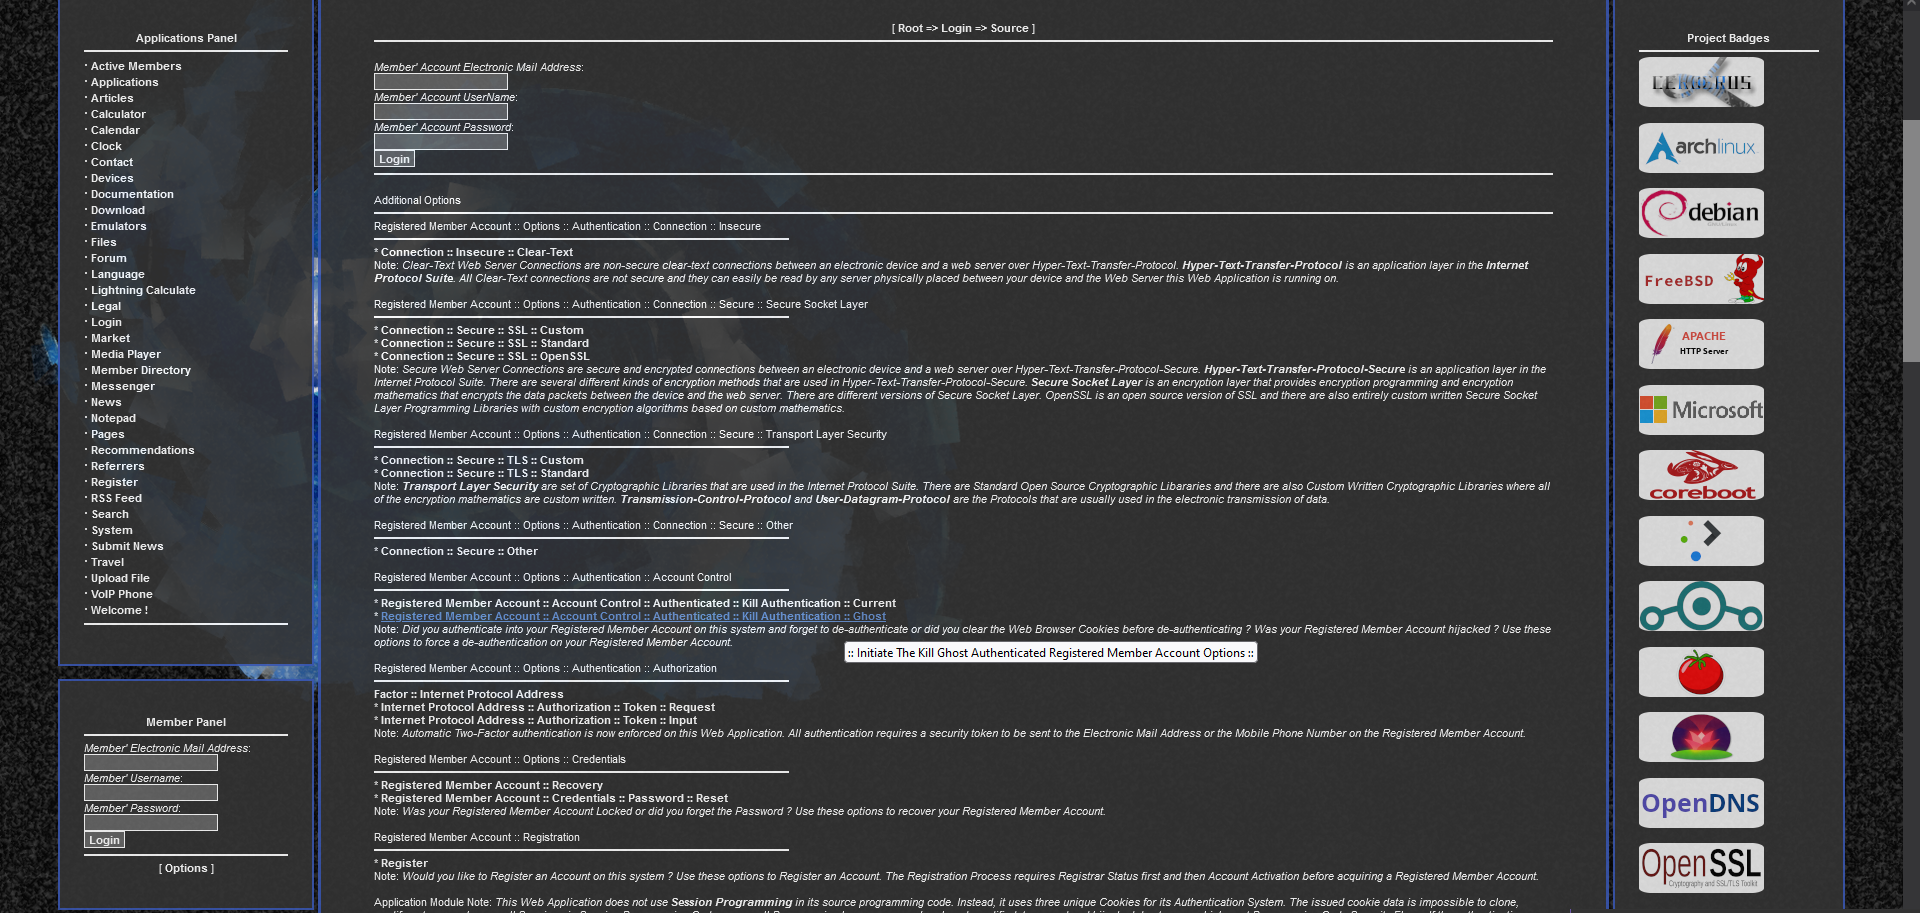 Applications Panel
· Active Members
· Applications
· Articles
· Calculator
· Calendar
· Clock
· Contact
· Devices
· Documentation
· Download
· Emulators
· Files
· Forum
· Language
· Lightning Calculate
· Legal
· Login
· Market
· Media Player
· Member Directory
· Messenger
· News
· Notepad
· Pages
· Recommendations
· Referrers
· Register
· RSS Feed
· Search
· System
· Submit News
· Travel
· Upload File
· VoIP Phone
· Welcome !
Member Panel
Member' Electronic Mail Address:
Member' Username:
Member' Password:
Login
[ Options ]
[ Root => Login => Source ]
Member' Account Electronic Mail Address:
Member' Account UserName:
Member' Account Password:
Login
Additional Options
Registered Member Account :: Options :: Authentication :: Connection :: Insecure
* Connection :: Insecure :: Clear-Text
Note: Clear-Text Web Server Connections are non-secure clear-text connections between an electronic device and a web server over Hyper-Text-Transfer-Protocol. Hyper-Text-Transfer-Protocol is an application layer in the Internet
Protocol Suite. All Clear-Text connections are not secure and they can easily be read by any server physically placed between your device and the Web Server this Web Application is running on.
Registered Member Account :: Options :: Authentication :: Connection :: Secure :: Secure Socket Layer
* Connection :: Secure :: SSL :: Custom
* Connection :: Secure :: SSL :: Standard
* Connection :: Secure :: SSL :: OpenSSL
Note: Secure Web Server Connections are secure and encrypted connections between an electronic device and a web server over Hyper-Text-Transfer-Protocol-Secure. Hyper-Text-Transfer-Protocol-Secure is an application layer in the
Internet Protocol Suite. There are several different kinds of encryption methods that are used in Hyper-Text-Transfer-Protocol-Secure. Secure Socket Layer is an encryption layer that provides encryption programming and encryption
mathematics that encrypts the data packets between the device and the web server. There are different versions of Secure Socket Layer. OpenSSL is an open source version of SSL and there are also entirely custom written Secure Socket
Layer Programming Libraries with custom encryption algorithms based on custom mathematics.
Registered Member Account :: Options :: Authentication :: Connection :: Secure :: Transport Layer Security
* Connection :: Secure :: TLS :: Custom
* Connection :: Secure :: TLS :: Standard
Note: Transport Layer Security are set of Cryptographic Libraries that are used in the Internet Protocol Suite. There are Standard Open Source Cryptographic Libararies and there are also Custom Written Cryptographic Libraries where all
of the encryption mathematics are custom written. Transmission-Control-Protocol and User-Datagram-Protocol are the Protocols that are usually used in the electronic transmission of data.
Registered Member Account :: Options :: Authentication :: Connection :: Secure :: Other
* Connection :: Secure :: Other
Registered Member Account :: Options :: Authentication :: Account Control
* Registered Member Account :: Account Control :: Authenticated :: Kill Authentication :: Current
* Registered Member Account :: Account Control :: Authenticated :: Kill Authentication :: Ghost
Note: Did you authenticate into your Registered Member Account on this system and forget to de-authenticate or did you clear the Web Browser Cookies before de-authenticating ? Was your Registered Member Account hijacked ? Use these
options to force a de-authentication on your Registered Member Account.
:: Initiate The Kill Ghost Authenticated Registered Member Account Options ::
Registered Member Account :: Options :: Authentication :: Authorization
Factor :: Internet Protocol Address
* Internet Protocol Address :: Authorization :: Token :: Request
* Internet Protocol Address :: Authorization :: Token :: Input
Note: Automatic Two-Factor authentication is now enforced on this Web Application. All authentication requires a security token to be sent to the Electronic Mail Address or the Mobile Phone Number on the Registered Member Account.
Registered Member Account :: Options :: Credentials
* Registered Member Account :: Recovery
* Registered Member Account :: Credentials :: Password :: Reset
Note: Was your Registered Member Account Locked or did you forget the Password ? Use these options to recover your Registered Member Account.
Registered Member Account :: Registration
* Register
Note: Would you like to Register an Account on this system ? Use these options to Register an Account. The Registration Process requires Registrar Status first and then Account Activation before acquiring a Registered Member Account.
Application Module Note: This Web Application does not use Session Programming in its source programming code. Instead, it uses three unique Cookies for its Authentication System. The issued cookie data is impossible to clone,
Project Badges
CERBERUS
archlinux
debian
FreeBSD
APACHE
HTTP Server
Microsoft
coreboot
OpenDNS
OpenSSL
Cryptography and SSL/TLS Toolkit